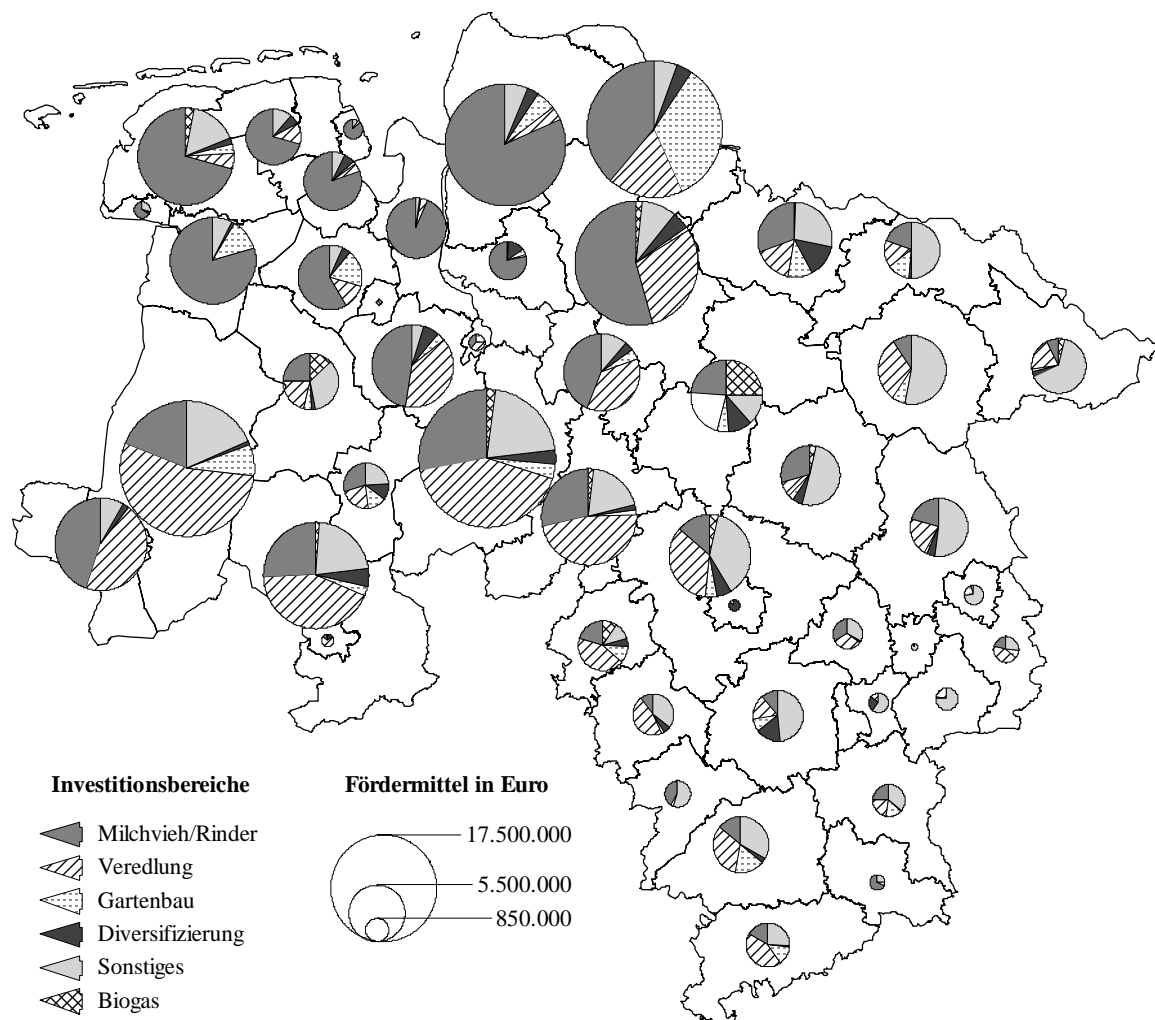 Investitionsbereiche
Milchvieh/Rinder
Veredlung
Gartenbau
Diversifizierung
Sonstiges
Biogas
Fördermittel in Euro
17.500.000
5.500.000
850.000